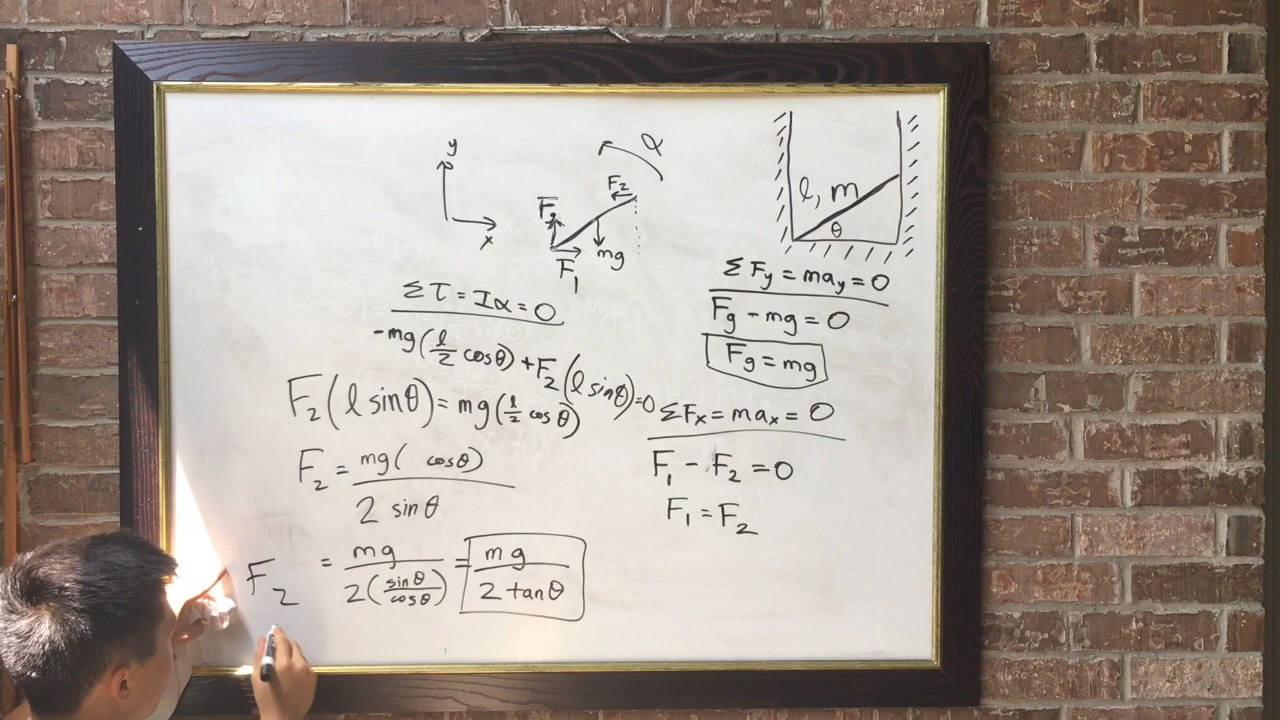 y
x
α
F₂
F₉
F₁
mg
l, m
θ
Στ = Iα = 0
-mg(l/2 cosθ) + F₂(l sinθ) = 0
F₂(l sinθ) = mg(l/2 cosθ)
F₂ = mg( cosθ) / 2 sinθ
F₂ = mg / 2(sinθ/cosθ) = mg / 2 tanθ
ΣFy = may = 0
Fg - mg = 0
Fg = mg
ΣFx = max = 0
F₁ - F₂ = 0
F₁ = F₂